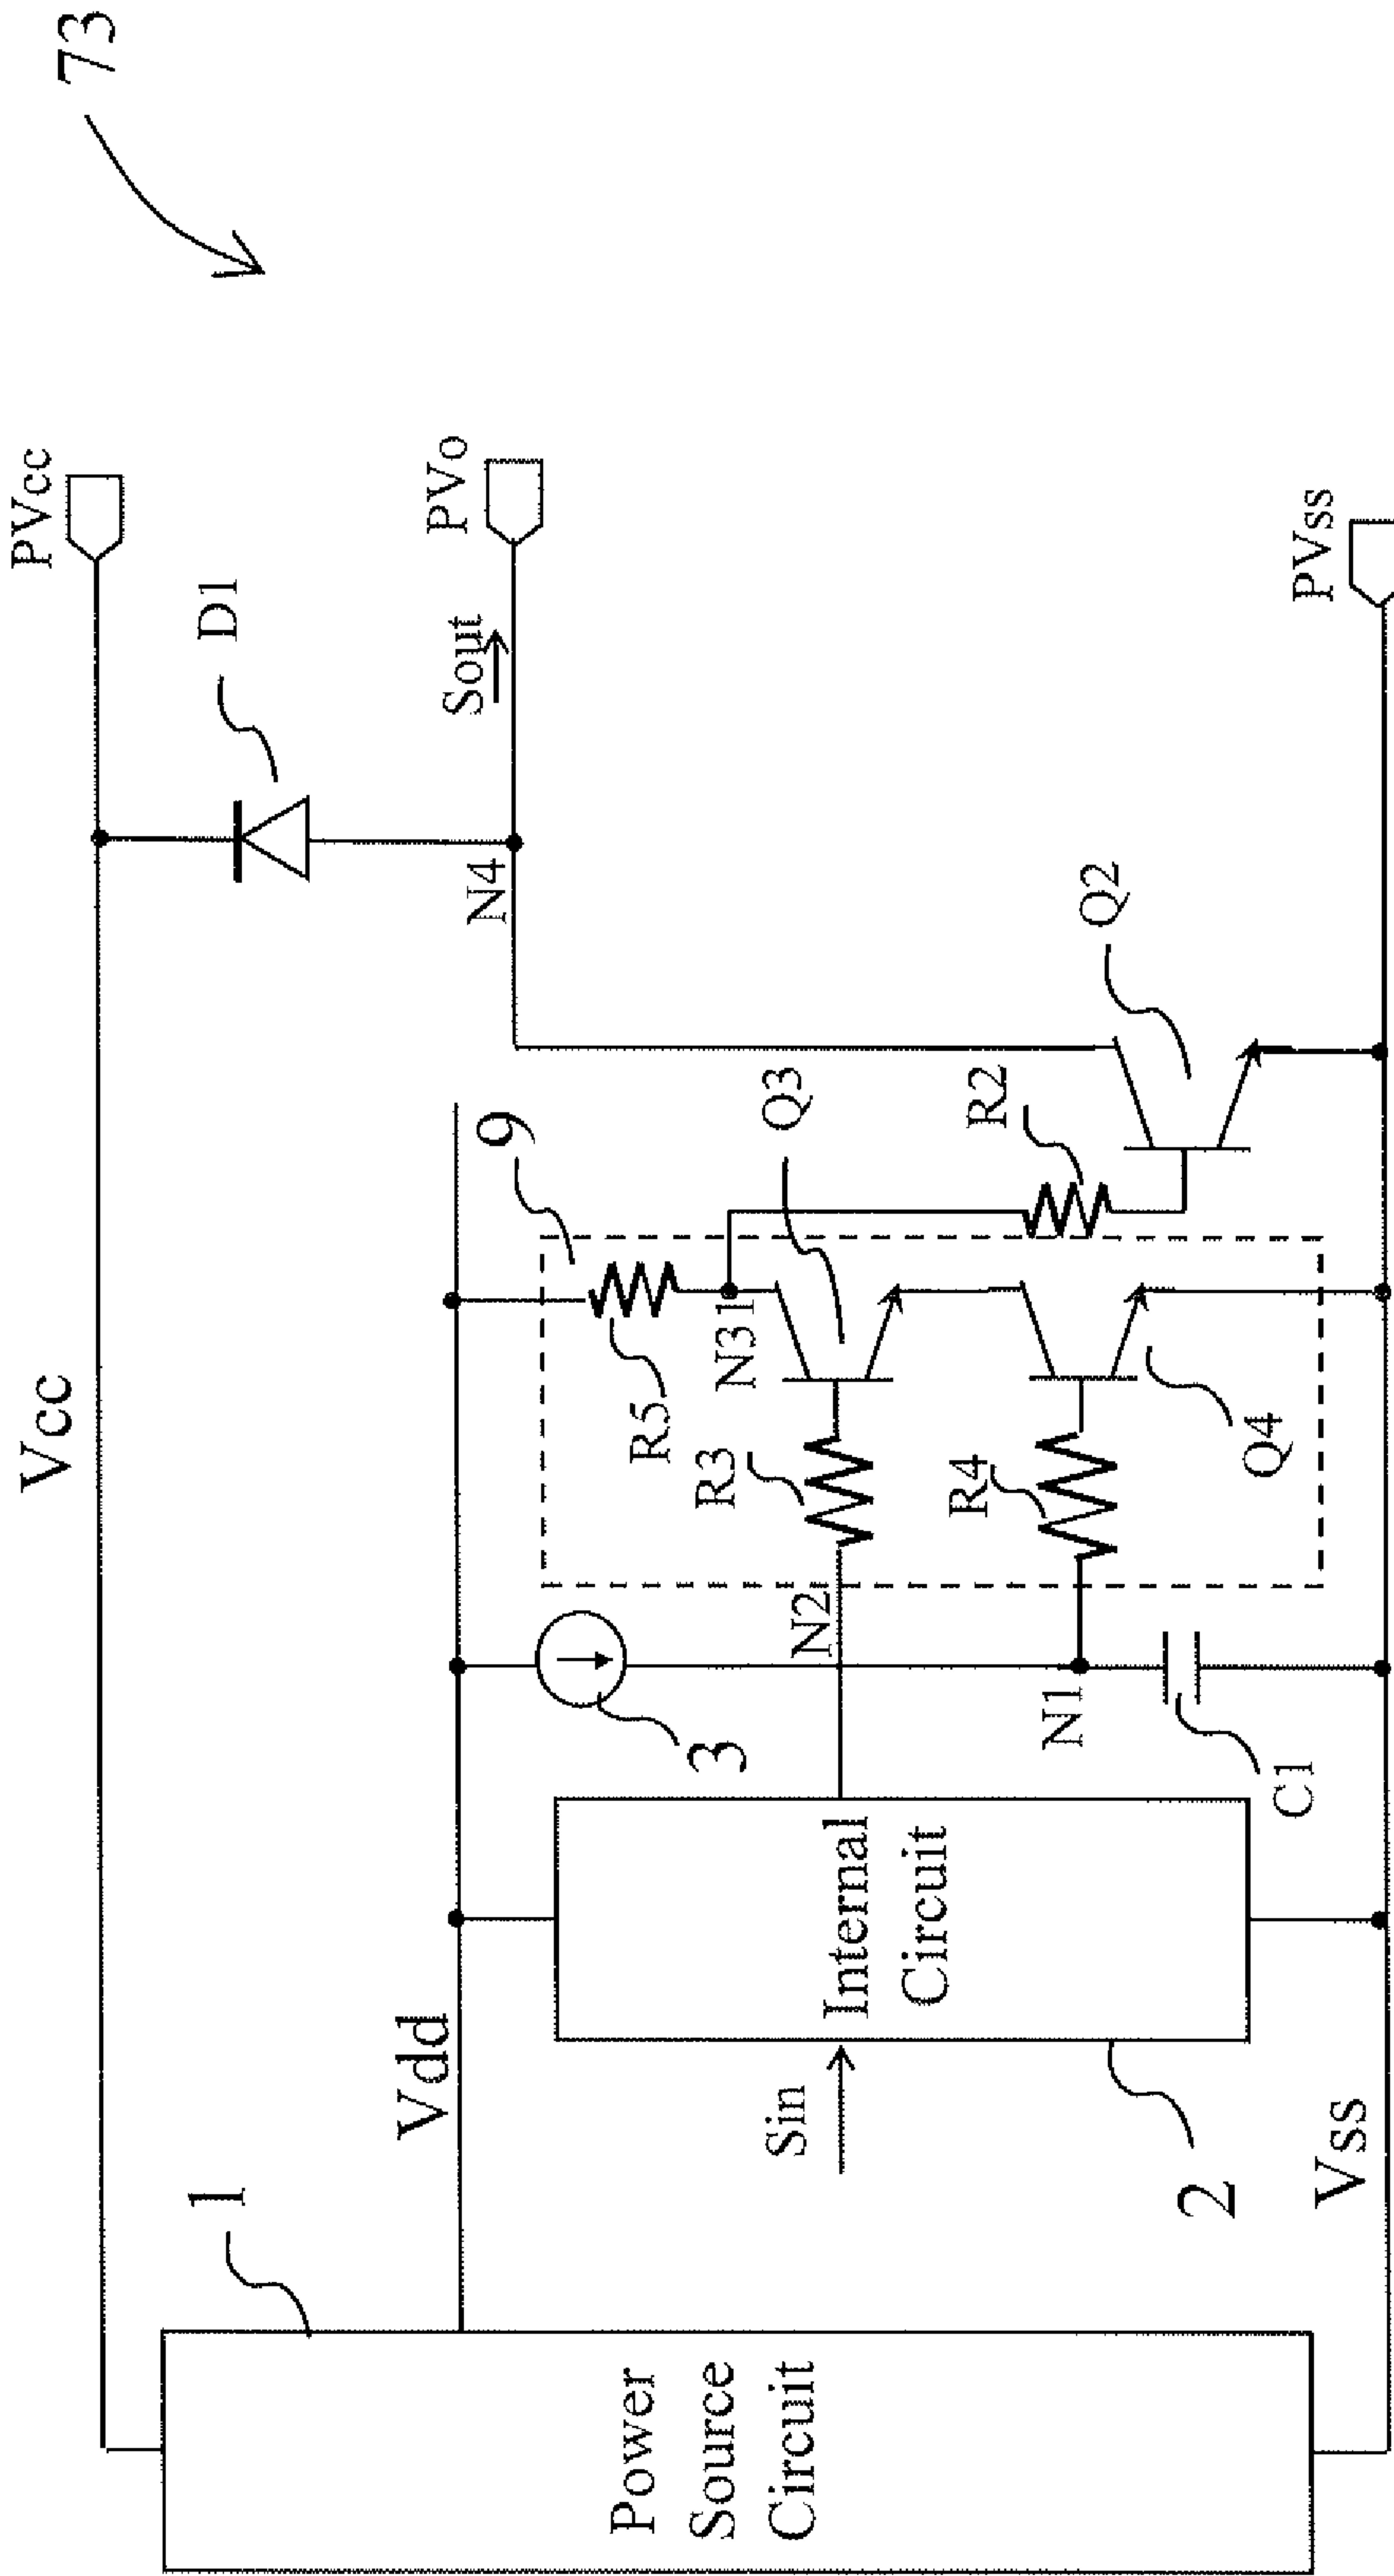 73
PVcc
Vcc
D1
PVo
Sout
N4
Vdd
9
R5
N31
Q3
R2
Q2
3
N2
R3
R4
N1
Q4
C1
1
Power
Source
Circuit
Sin
Internal
Circuit
2
Vss
PVss